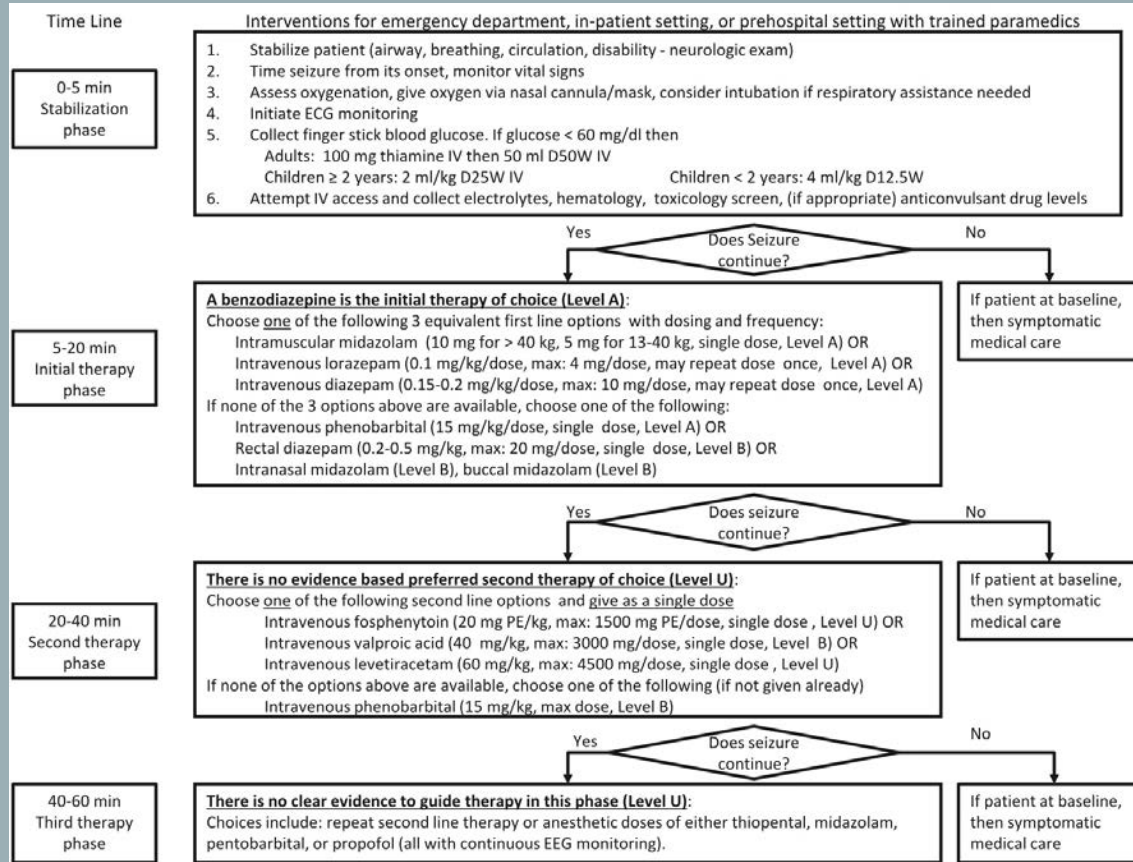 Time Line
Interventions for emergency department, in-patient setting, or prehospital setting with trained paramedics
0-5 min
Stabilization
phase
1. Stabilize patient (airway, breathing, circulation, disability - neurologic exam)
2. Time seizure from its onset, monitor vital signs
3. Assess oxygenation, give oxygen via nasal cannula/mask, consider intubation if respiratory assistance needed
4. Initiate ECG monitoring
5. Collect finger stick blood glucose. If glucose < 60 mg/dl then
Adults: 100 mg thiamine IV then 50 ml D50W IV
Children ≥ 2 years: 2 ml/kg D25W IV Children < 2 years: 4 ml/kg D12.5W
6. Attempt IV access and collect electrolytes, hematology, toxicology screen, (if appropriate) anticonvulsant drug levels
Yes
Does Seizure
continue?
No
5-20 min
Initial therapy
phase
A benzodiazepine is the initial therapy of choice (Level A):
Choose one of the following 3 equivalent first line options with dosing and frequency:
Intramuscular midazolam (10 mg for > 40 kg, 5 mg for 13-40 kg, single dose, Level A) OR
Intravenous lorazepam (0.1 mg/kg/dose, max: 4 mg/dose, may repeat dose once, Level A) OR
Intravenous diazepam (0.15-0.2 mg/kg/dose, max: 10 mg/dose, may repeat dose once, Level A)
If none of the 3 options above are available, choose one of the following:
Intravenous phenobarbital (15 mg/kg/dose, single dose, Level A) OR
Rectal diazepam (0.2-0.5 mg/kg, max: 20 mg/dose, single dose, Level B) OR
Intranasal midazolam (Level B), buccal midazolam (Level B)
If patient at baseline,
then symptomatic
medical care
Yes
Does seizure
continue?
No
20-40 min
Second therapy
phase
There is no evidence based preferred second therapy of choice (Level U):
Choose one of the following second line options and give as a single dose
Intravenous fosphenytoin (20 mg PE/kg, max: 1500 mg PE/dose, single dose , Level U) OR
Intravenous valproic acid (40 mg/kg, max: 3000 mg/dose, single dose, Level B) OR
Intravenous levetiracetam (60 mg/kg, max: 4500 mg/dose, single dose , Level U)
If none of the options above are available, choose one of the following (if not given already)
Intravenous phenobarbital (15 mg/kg, max dose, Level B)
If patient at baseline,
then symptomatic
medical care
Yes
Does seizure
continue?
No
40-60 min
Third therapy
phase
There is no clear evidence to guide therapy in this phase (Level U):
Choices include: repeat second line therapy or anesthetic doses of either thiopental, midazolam,
pentobarbital, or propofol (all with continuous EEG monitoring).
If patient at baseline,
then symptomatic
medical care